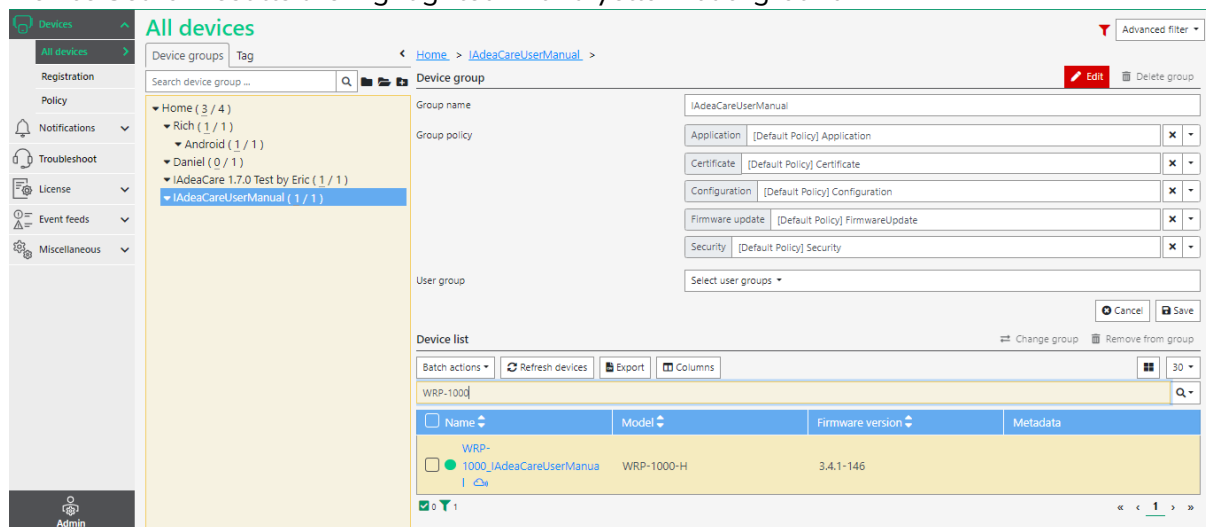 Devices
All devices
Registration
Policy
Notifications
Troubleshoot
License
Event feeds
Miscellaneous
Admin
All devices
Advanced filter
Device groups Tag
Search device group ...
Home ( 3 / 4 )
Rich ( 1 / 1 )
Android ( 1 / 1 )
Daniel ( 0 / 1 )
IAdeaCare 1.7.0 Test by Eric ( 1 / 1 )
IAdeaCareUserManual ( 1 / 1 )
Home > IAdeaCareUserManual >
Device group Edit Delete group
Group name IAdeaCareUserManual
Group policy Application [Default Policy] Application
Certificate [Default Policy] Certificate
Configuration [Default Policy] Configuration
Firmware update [Default Policy] FirmwareUpdate
Security [Default Policy] Security
User group Select user groups
Cancel Save
Device list Change group Remove from group
Batch actions Refresh devices Export Columns 30
WRP-1000
Name Model Firmware version Metadata
WRP-
1000_IAdeaCareUserManua WRP-1000-H 3.4.1-146
l
0 1 « ‹ 1 › »